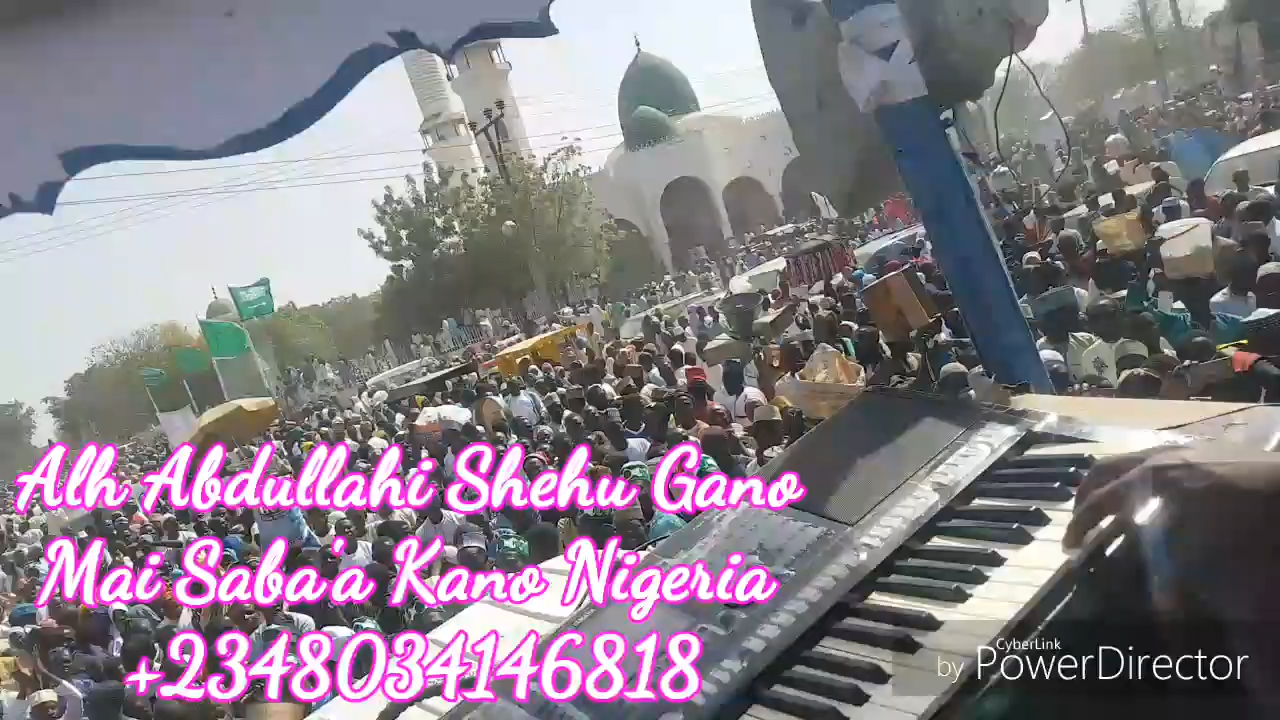 Alh Abdullahi Shehu Gano
Mai Saba'a Kano Nigeria
+2348034146818
CyberLink
by PowerDirector